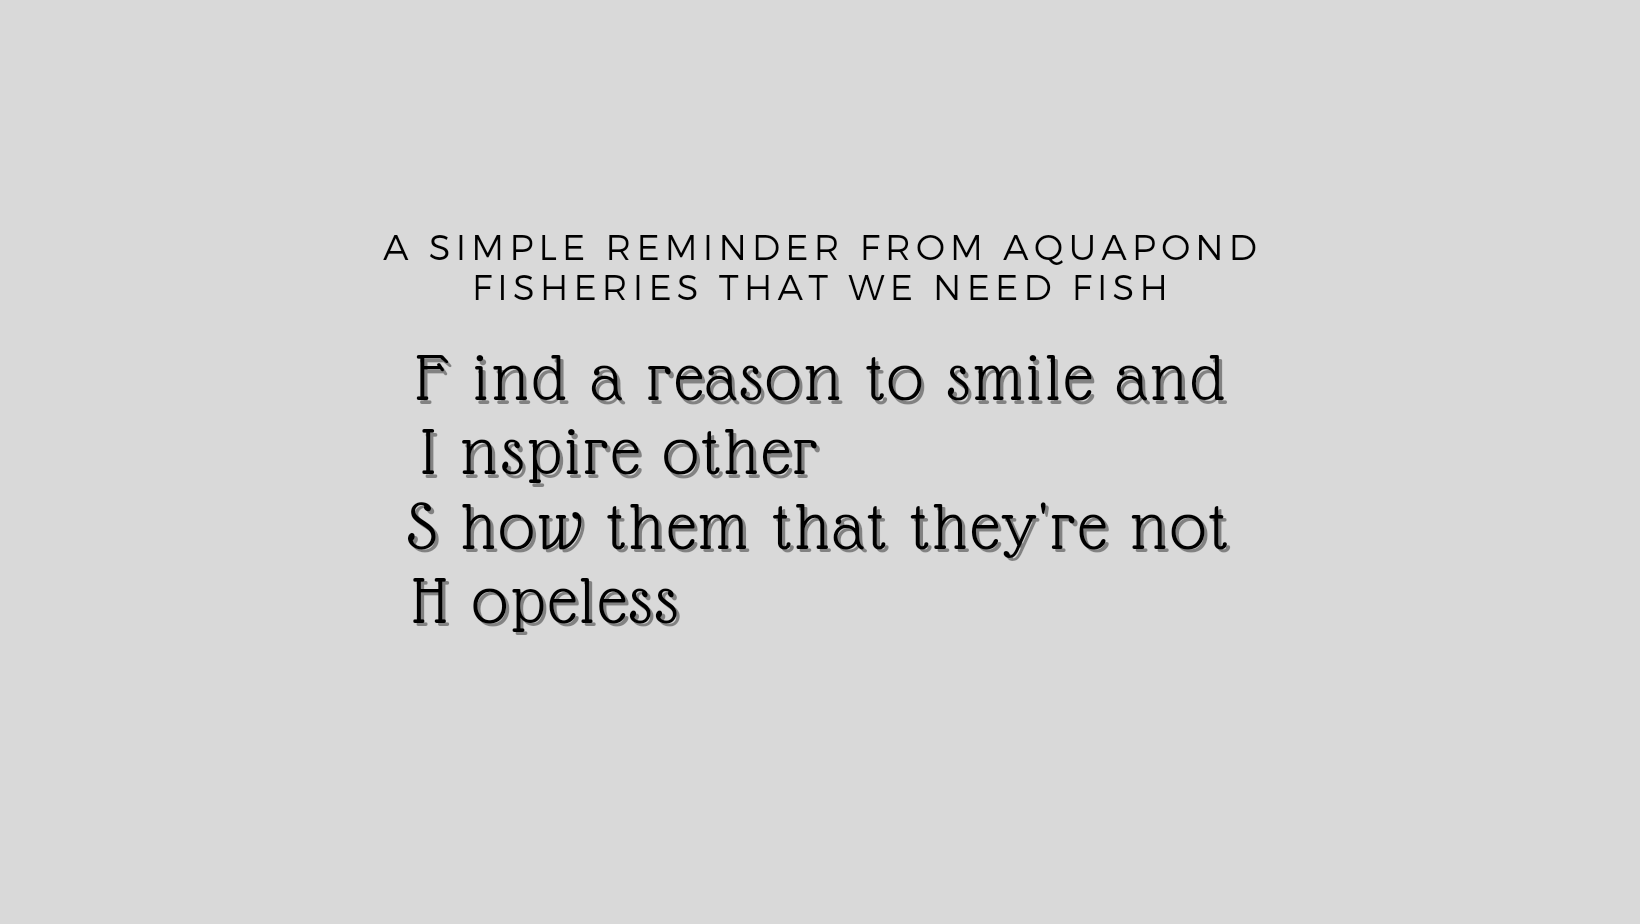 A SIMPLE REMINDER FROM AQUAPOND
FISHERIES THAT WE NEED FISH
F ind a reason to smile and
I nspire other
S how them that they're not
H opeless